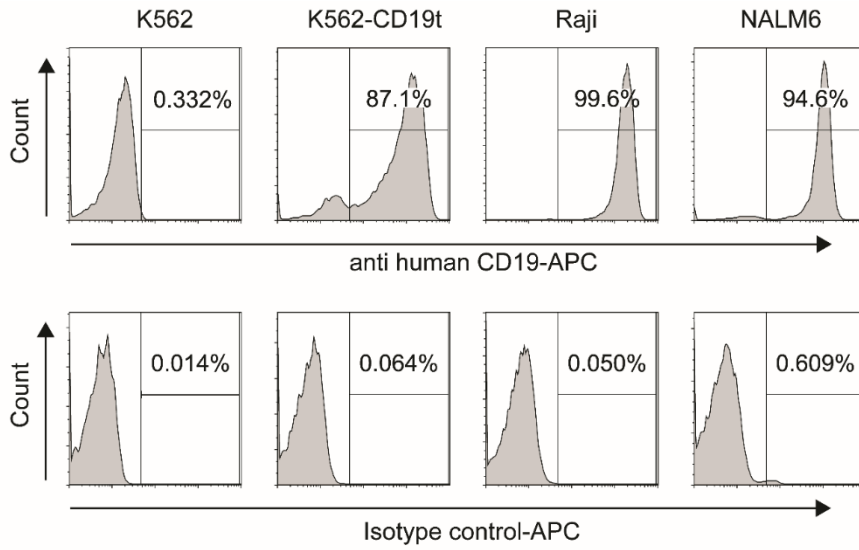 K562 K562-CD19t Raji NALM6
Count
0.332% 87.1% 99.6% 94.6%
anti human CD19-APC
Count
0.014% 0.064% 0.050% 0.609%
Isotype control-APC